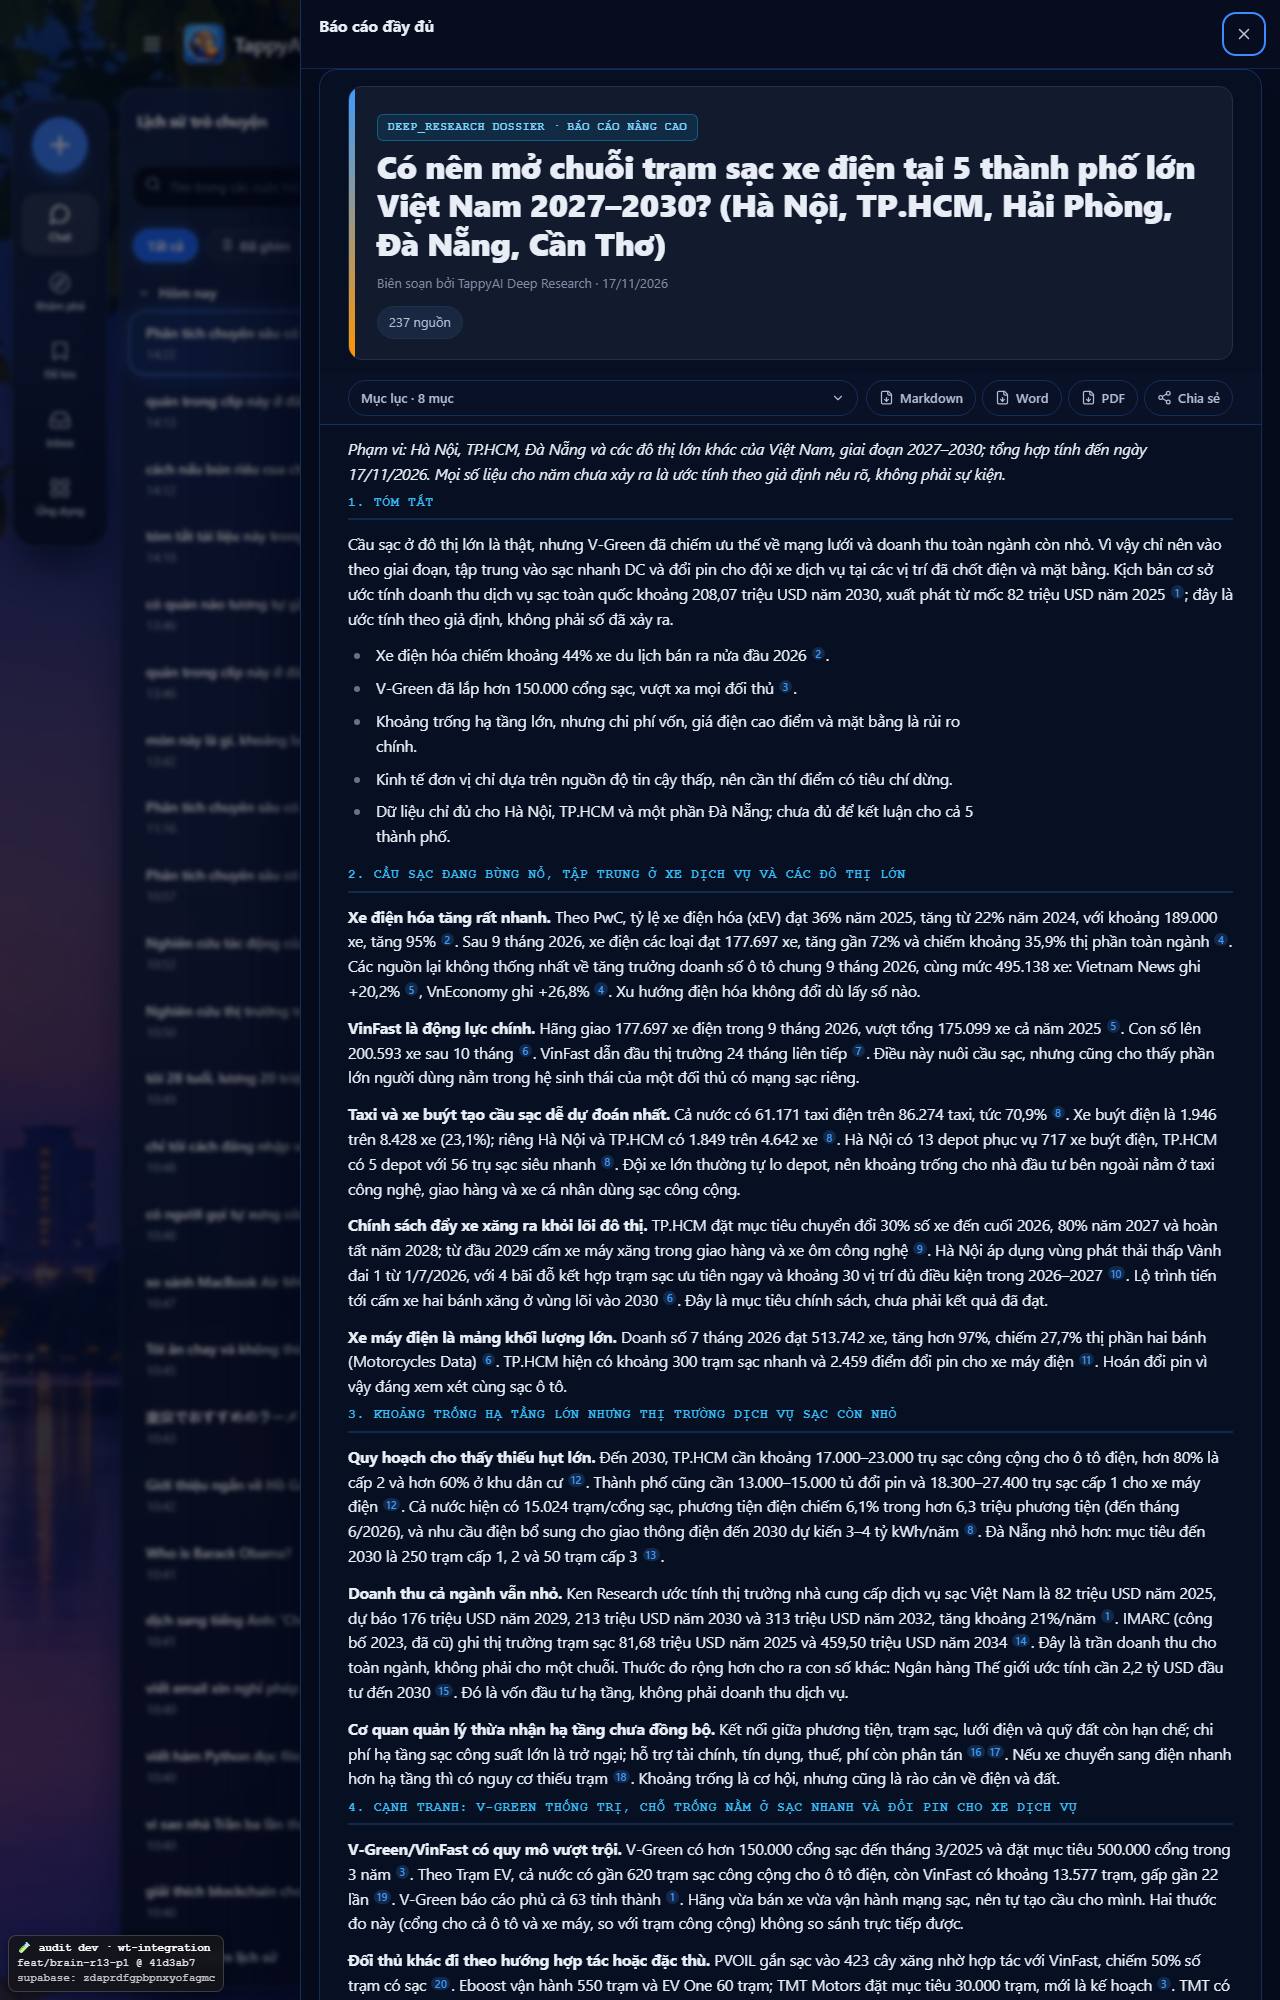 Báo cáo đầy đủ
TappyA
Lịch sử trò chuyện
Tất cả
Đã ghim
Hôm nay
Chat
Khám phá
Đã lưu
Inbox
Ứng dụng
DEEP_RESEARCH DOSSIER · BÁO CÁO NÂNG CAO
Có nên mở chuỗi trạm sạc xe điện tại 5 thành phố lớn
Việt Nam 2027–2030? (Hà Nội, TP.HCM, Hải Phòng,
Đà Nẵng, Cần Thơ)
Biên soạn bởi TappyAI Deep Research · 17/11/2026
237 nguồn
Mục lục · 8 mục
Markdown
Word
PDF
Chia sẻ
Phạm vi: Hà Nội, TP.HCM, Đà Nẵng và các đô thị lớn khác của Việt Nam, giai đoạn 2027–2030; tổng hợp tính đến ngày
17/11/2026. Mọi số liệu cho năm chưa xảy ra là ước tính theo giả định nêu rõ, không phải sự kiện.
1. TÓM TẮT
Cầu sạc ở đô thị lớn là thật, nhưng V-Green đã chiếm ưu thế về mạng lưới và doanh thu toàn ngành còn nhỏ. Vì vậy chỉ nên vào
theo giai đoạn, tập trung vào sạc nhanh DC và đổi pin cho đội xe dịch vụ tại các vị trí đã chốt điện và mặt bằng. Kịch bản cơ sở
ước tính doanh thu dịch vụ sạc toàn quốc khoảng 208,07 triệu USD năm 2030, xuất phát từ mốc 82 triệu USD năm 2025 1 ; đây là
ước tính theo giả định, không phải số đã xảy ra.
• Xe điện hóa chiếm khoảng 44% xe du lịch bán ra nửa đầu 2026 2 .
• V-Green đã lắp hơn 150.000 cổng sạc, vượt xa mọi đối thủ 3 .
• Khoảng trống hạ tầng lớn, nhưng chi phí vốn, giá điện cao điểm và mặt bằng là rủi ro
chính.
• Kinh tế đơn vị chỉ dựa trên nguồn độ tin cậy thấp, nên cần thí điểm có tiêu chí dừng.
• Dữ liệu chỉ đủ cho Hà Nội, TP.HCM và một phần Đà Nẵng; chưa đủ để kết luận cho cả 5
thành phố.
2. CẦU SẠC ĐANG BÙNG NỔ, TẬP TRUNG Ở XE DỊCH VỤ VÀ CÁC ĐÔ THỊ LỚN
Xe điện hóa tăng rất nhanh. Theo PwC, tỷ lệ xe điện hóa (xEV) đạt 36% năm 2025, tăng từ 22% năm 2024, với khoảng 189.000
xe, tăng 95% 2 . Sau 9 tháng 2026, xe điện các loại đạt 177.697 xe, tăng gần 72% và chiếm khoảng 35,9% thị phần toàn ngành 4 .
Các nguồn lại không thống nhất về tăng trưởng doanh số ô tô chung 9 tháng 2026, cùng mức 495.138 xe: Vietnam News ghi
+20,2% 5 , VnEconomy ghi +26,8% 4 . Xu hướng điện hóa không đổi dù lấy số nào.
VinFast là động lực chính. Hãng giao 177.697 xe điện trong 9 tháng 2026, vượt tổng 175.099 xe cả năm 2025 5 . Con số lên
200.593 xe sau 10 tháng 6 . VinFast dẫn đầu thị trường 24 tháng liên tiếp 7 . Điều này nuôi cầu sạc, nhưng cũng cho thấy phần
lớn người dùng nằm trong hệ sinh thái của một đối thủ có mạng sạc riêng.
Taxi và xe buýt tạo cầu sạc dễ dự đoán nhất. Cả nước có 61.171 taxi điện trên 86.274 taxi, tức 70,9% 8 . Xe buýt điện là 1.946
trên 8.428 xe (23,1%); riêng Hà Nội và TP.HCM có 1.849 trên 4.642 xe 8 . Hà Nội có 13 depot phục vụ 717 xe buýt điện, TP.HCM
có 5 depot với 56 trụ sạc siêu nhanh 8 . Đội xe lớn thường tự lo depot, nên khoảng trống cho nhà đầu tư bên ngoài nằm ở taxi
công nghệ, giao hàng và xe cá nhân dùng sạc công cộng.
Chính sách đẩy xe xăng ra khỏi lõi đô thị. TP.HCM đặt mục tiêu chuyển đổi 30% số xe đến cuối 2026, 80% năm 2027 và hoàn
tất năm 2028; từ đầu 2029 cấm xe máy xăng trong giao hàng và xe ôm công nghệ 9 . Hà Nội áp dụng vùng phát thải thấp Vành
đai 1 từ 1/7/2026, với 4 bãi đỗ kết hợp trạm sạc ưu tiên ngay và khoảng 30 vị trí đủ điều kiện trong 2026–2027 10 . Lộ trình tiến
tới cấm xe hai bánh xăng ở vùng lõi vào 2030 6 . Đây là mục tiêu chính sách, chưa phải kết quả đã đạt.
Xe máy điện là mảng khối lượng lớn. Doanh số 7 tháng 2026 đạt 513.742 xe, tăng hơn 97%, chiếm 27,7% thị phần hai bánh
(Motorcycles Data) 6 . TP.HCM hiện có khoảng 300 trạm sạc nhanh và 2.459 điểm đổi pin cho xe máy điện 11 . Hoán đổi pin vì
vậy đáng xem xét cùng sạc ô tô.
3. KHOẢNG TRỐNG HẠ TẦNG LỚN NHƯNG THỊ TRƯỜNG DỊCH VỤ SẠC CÒN NHỎ
Quy hoạch cho thấy thiếu hụt lớn. Đến 2030, TP.HCM cần khoảng 17.000–23.000 trụ sạc công cộng cho ô tô điện, hơn 80% là
cấp 2 và hơn 60% ở khu dân cư 12 . Thành phố cũng cần 13.000–15.000 tủ đổi pin và 18.300–27.400 trụ sạc cấp 1 cho xe máy
điện 12 . Cả nước hiện có 15.024 trạm/cổng sạc, phương tiện điện chiếm 6,1% trong hơn 6,3 triệu phương tiện (đến tháng
6/2026), và nhu cầu điện bổ sung cho giao thông điện đến 2030 dự kiến 3–4 tỷ kWh/năm 8 . Đà Nẵng nhỏ hơn: mục tiêu đến
2030 là 250 trạm cấp 1, 2 và 50 trạm cấp 3 13 .
Doanh thu cả ngành vẫn nhỏ. Ken Research ước tính thị trường nhà cung cấp dịch vụ sạc Việt Nam là 82 triệu USD năm 2025,
dự báo 176 triệu USD năm 2029, 213 triệu USD năm 2030 và 313 triệu USD năm 2032, tăng khoảng 21%/năm 1 . IMARC (công
bố 2023, đã cũ) ghi thị trường trạm sạc 81,68 triệu USD năm 2025 và 459,50 triệu USD năm 2034 14 . Đây là trần doanh thu cho
toàn ngành, không phải cho một chuỗi. Thước đo rộng hơn cho ra con số khác: Ngân hàng Thế giới ước tính cần 2,2 tỷ USD đầu
tư đến 2030 15 . Đó là vốn đầu tư hạ tầng, không phải doanh thu dịch vụ.
Cơ quan quản lý thừa nhận hạ tầng chưa đồng bộ. Kết nối giữa phương tiện, trạm sạc, lưới điện và quỹ đất còn hạn chế; chi
phí hạ tầng sạc công suất lớn là trở ngại; hỗ trợ tài chính, tín dụng, thuế, phí còn phân tán 16 17 . Nếu xe chuyển sang điện nhanh
hơn hạ tầng thì có nguy cơ thiếu trạm 18 . Khoảng trống là cơ hội, nhưng cũng là rào cản về điện và đất.
4. CẠNH TRANH: V-GREEN THỐNG TRỊ, CHỖ TRỐNG NẰM Ở SẠC NHANH VÀ ĐỔI PIN CHO XE DỊCH VỤ
V-Green/VinFast có quy mô vượt trội. V-Green có hơn 150.000 cổng sạc đến tháng 3/2025 và đặt mục tiêu 500.000 cổng trong
3 năm 3 . Theo Trạm EV, cả nước có gần 620 trạm sạc công cộng cho ô tô điện, còn VinFast có khoảng 13.577 trạm, gấp gần 22
lần 19 . V-Green báo cáo phủ cả 63 tỉnh thành 1 . Hãng vừa bán xe vừa vận hành mạng sạc, nên tự tạo cầu cho mình. Hai thước
đo này (cổng cho cả ô tô và xe máy, so với trạm công cộng) không so sánh trực tiếp được.
Đối thủ khác đi theo hướng hợp tác hoặc đặc thù. PVOIL gắn sạc vào 423 cây xăng nhờ hợp tác với VinFast, chiếm 50% số
trạm có sạc 20 . Eboost vận hành 550 trạm và EV One 60 trạm; TMT Motors đặt mục tiêu 30.000 trạm, mới là kế hoạch 3 . TMT có
audit dev · wt-integration
feat/brain-r13-p1 @ 41d3ab7
supabase: zdaprdfgpbpnxyofagmc